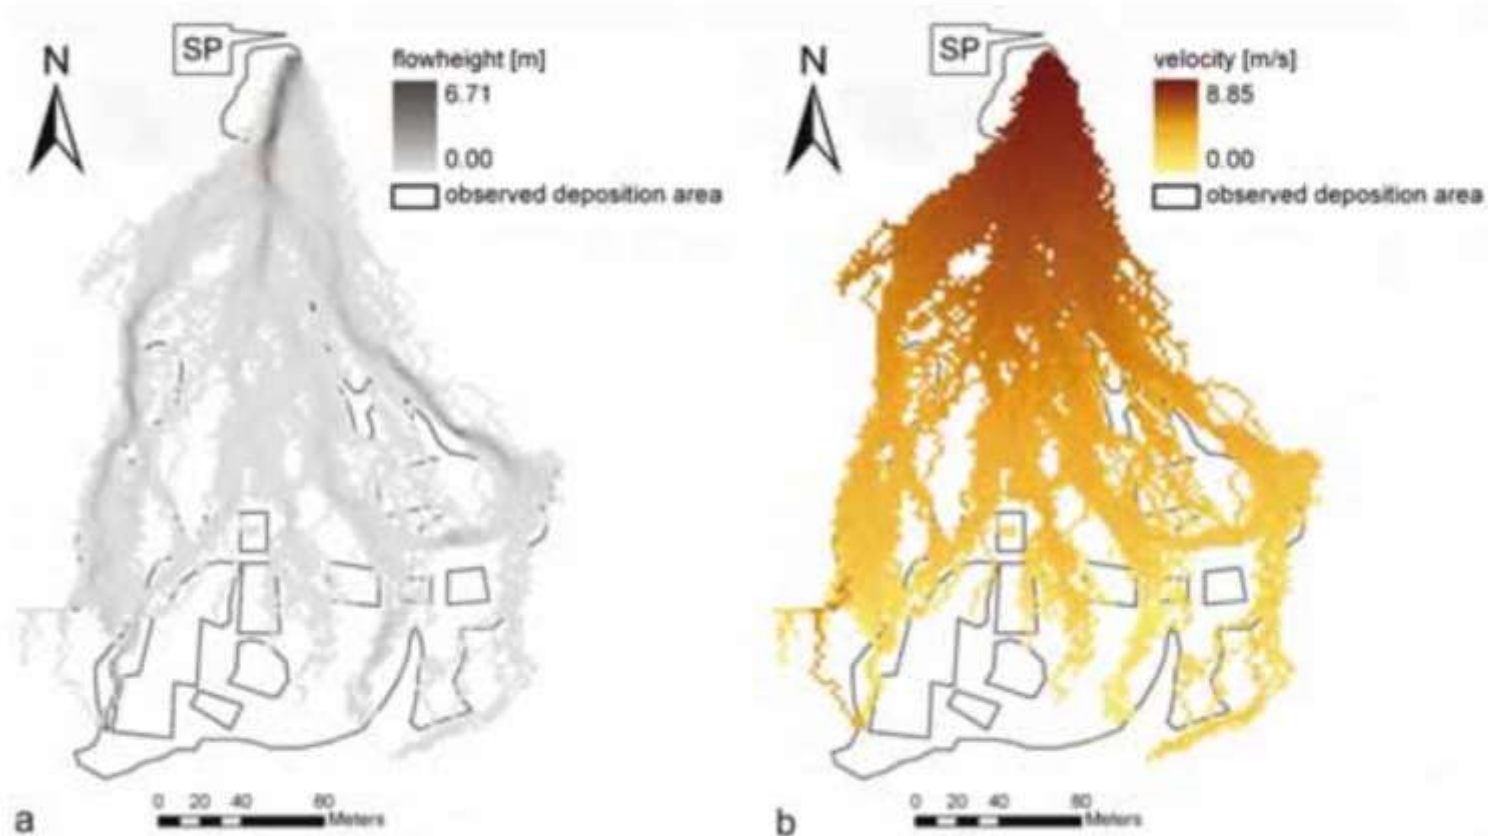 SP
N
flowheight [m]
6.71
0.00
observed deposition area
0 20 40 80
Meters
a
SP
N
velocity [m/s]
8.85
0.00
observed deposition area
0 20 40 80
Meters
b